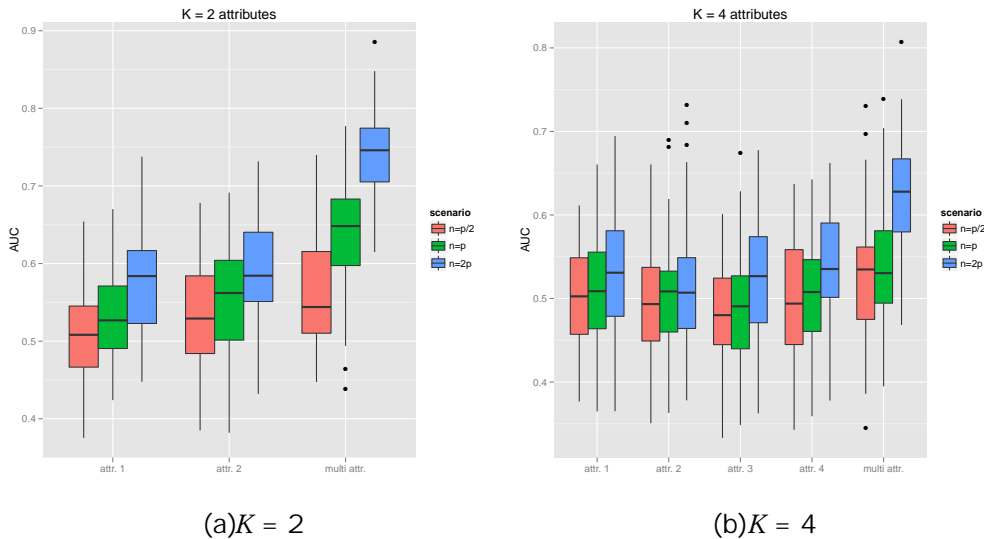 K = 2 attributes
0.9
0.8
0.7
0.6
0.5
0.4
AUC
attr. 1
attr. 2
multi attr.
scenario
n=p/2
n=p
n=2p
(a)K = 2
K = 4 attributes
0.8
0.7
0.6
0.5
0.4
AUC
attr. 1
attr. 2
attr. 3
attr. 4
multi attr.
scenario
n=p/2
n=p
n=2p
(b)K = 4